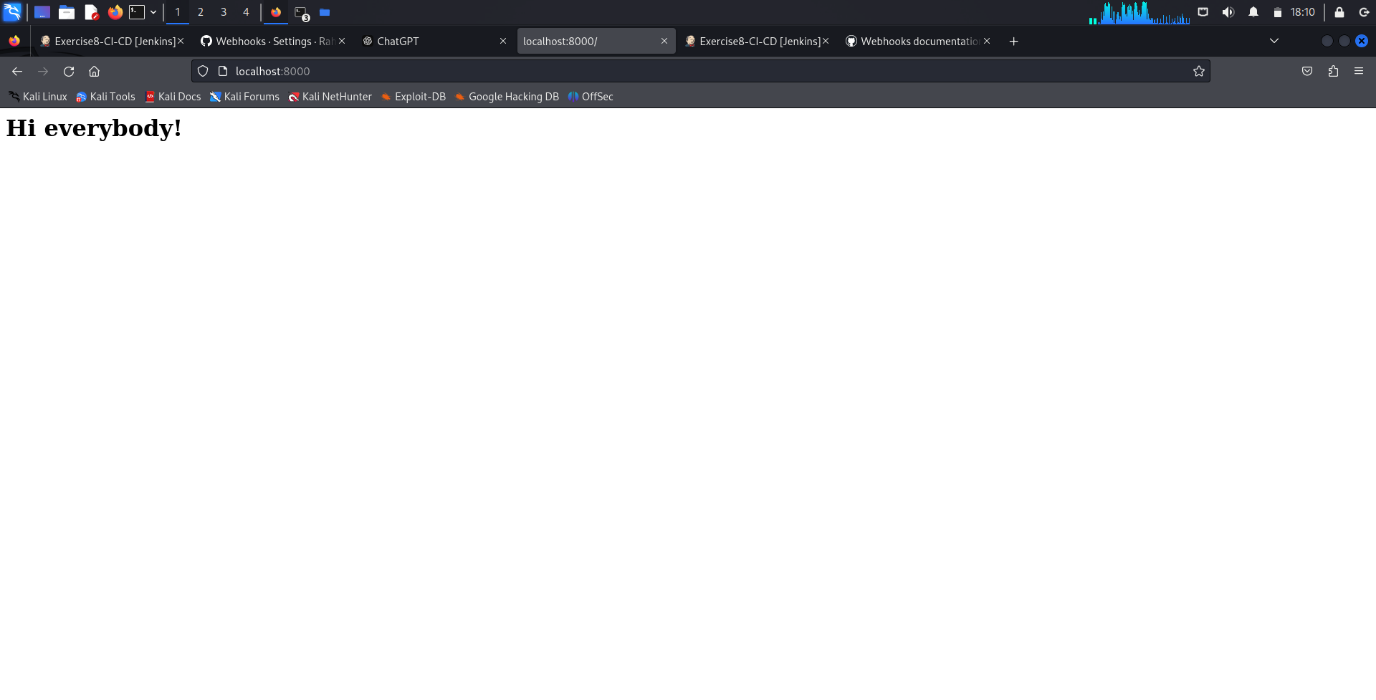 1 2 3 4 3 18:10
Exercise8-CI-CD [Jenkins] Webhooks · Settings · Rah ChatGPT localhost:8000/ Exercise8-CI-CD [Jenkins] Webhooks documentatio
localhost:8000
Kali Linux Kali Tools Kali Docs Kali Forums Kali NetHunter Exploit-DB Google Hacking DB OffSec
Hi everybody!